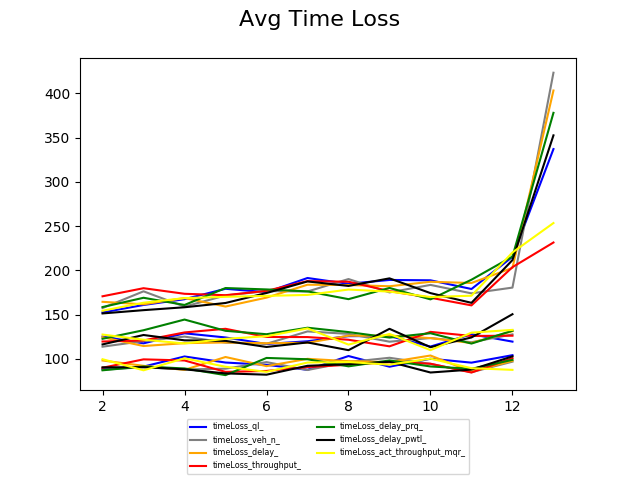 Avg Time Loss
400
350
300
250
200
150
100
2 4 6 8 10 12
timeLoss_ql_ timeLoss_delay_prq_
timeLoss_veh_n_ timeLoss_delay_pwtl_
timeLoss_delay_ timeLoss_act_throughput_mqr_
timeLoss_throughput_